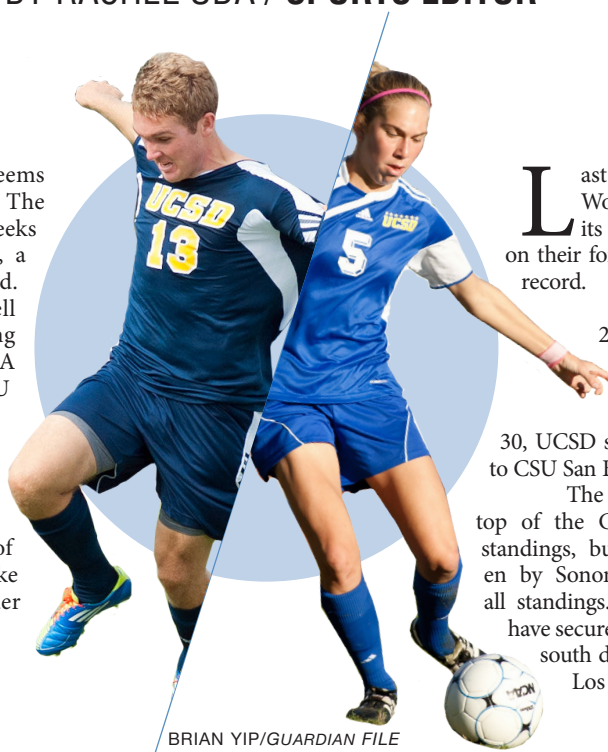 BY RACHEL UDA / SPORTS EDITOR
eems
The
eeks
, a
d.
ell
ng
A
U
of
ke
er
UCSD
13
UCSD
5
NCAA
Last
Wo
its
on their fo
record.
2
30, UCSD s
to CSU San
The
top of the C
standings, bu
en by Sonor
all standings.
have secure
south d
Los
BRIAN YIP/GUARDIAN FILE